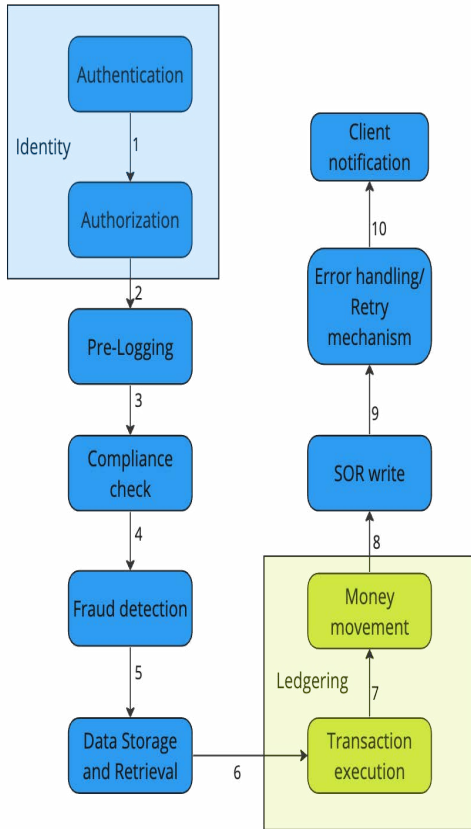 Authentication
1
Identity
Authorization
2
Pre-Logging
3
Compliance
check
4
Fraud detection
5
Data Storage
and Retrieval
6
Transaction
execution
7
Ledgering
Money
movement
8
SOR write
9
Error handling/
Retry
mechanism
10
Client
notification